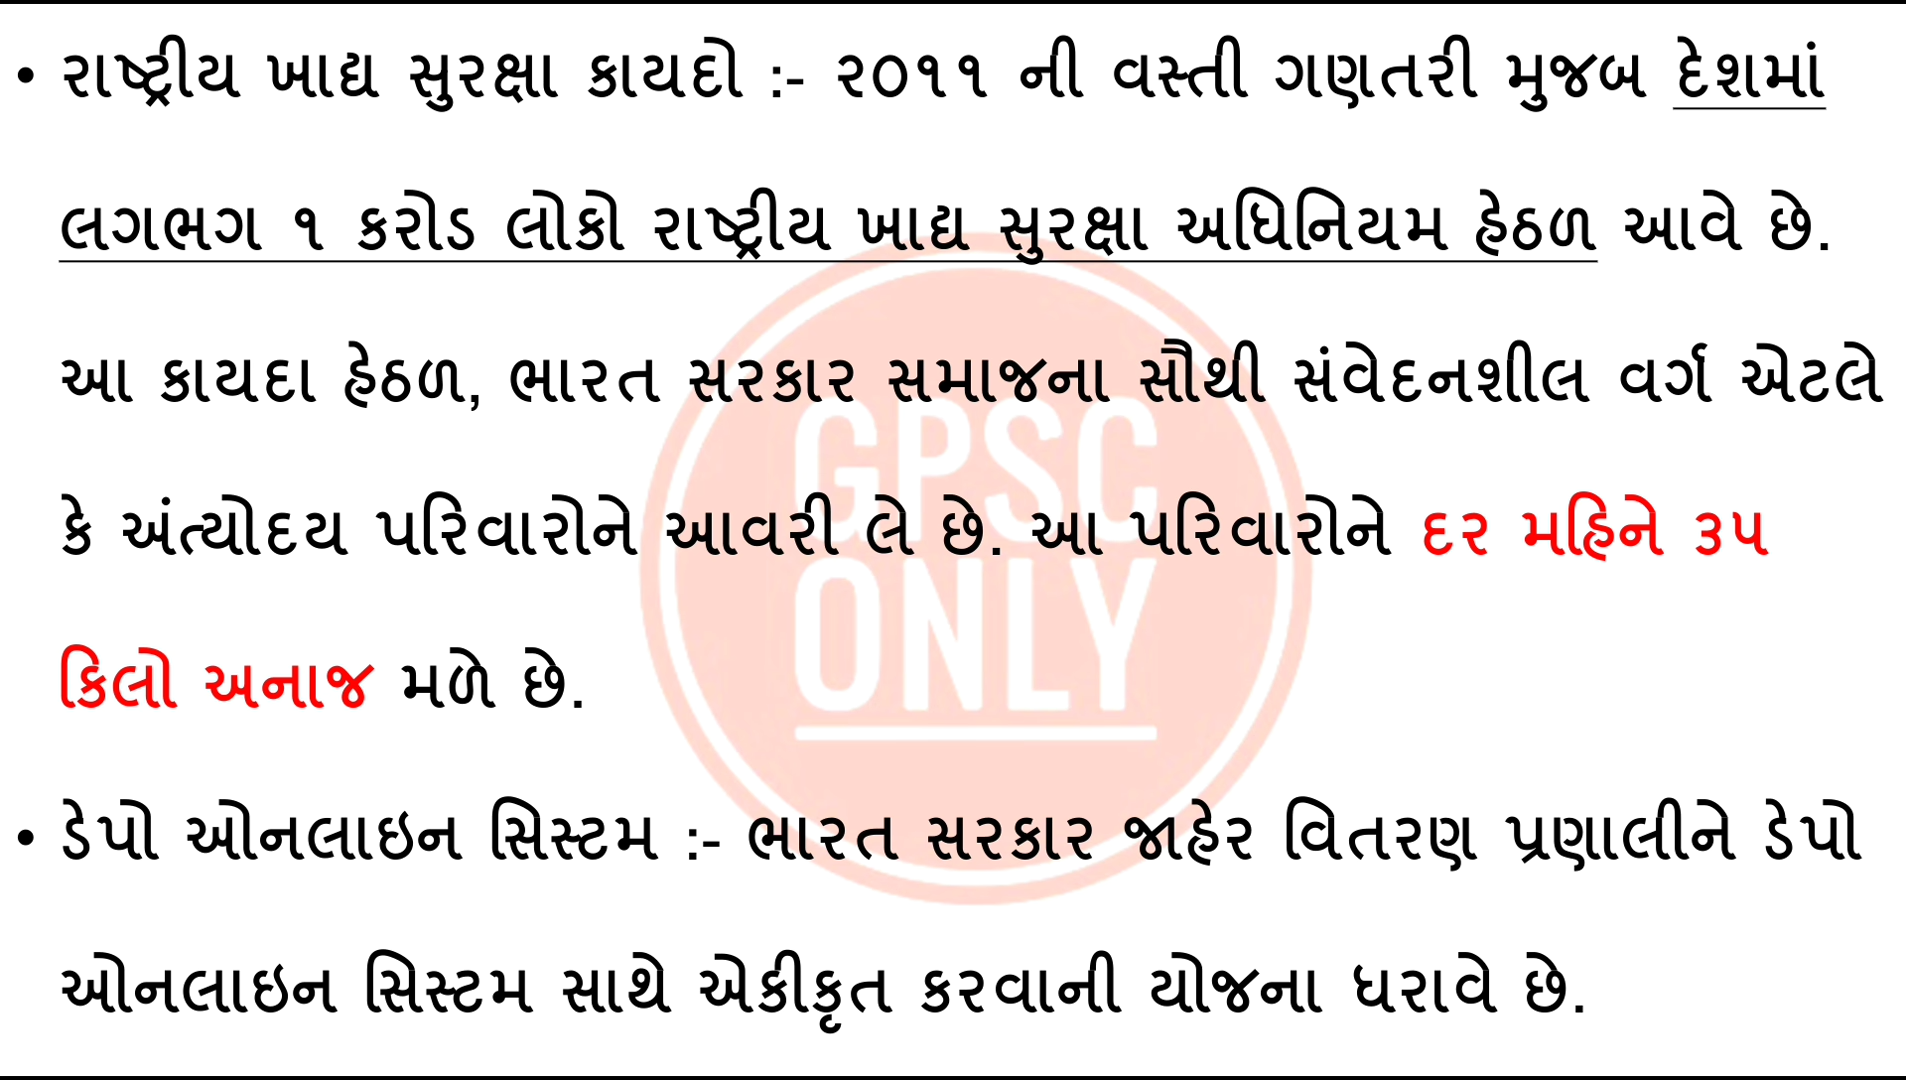 • રાષ્ટ્રીય ખાદ્ય સુરક્ષા કાયદો :- ૨૦૧૧ ની વસ્તી ગણતરી મુજબ દેશમાં
લગભગ ૧ કરોડ લોકો રાષ્ટ્રીય ખાદ્ય સુરક્ષા અધિનિયમ હેઠળ આવે છે.
આ કાયદા હેઠળ, ભારત સરકાર સમાજના સૌથી સંવેદનશીલ વર્ગ એટલે
કે અંત્યોદય પરિવારોને આવરી લે છે. આ પરિવારોને દર મહિને ૩૫
કિલો અનાજ મળે છે.
• ડેપો ઓનલાઇન સિસ્ટમ :- ભારત સરકાર જાહેર વિતરણ પ્રણાલીને ડેપો
ઓનલાઇન સિસ્ટમ સાથે એકીકૃત કરવાની યોજના ધરાવે છે.
GPSC
ONLY